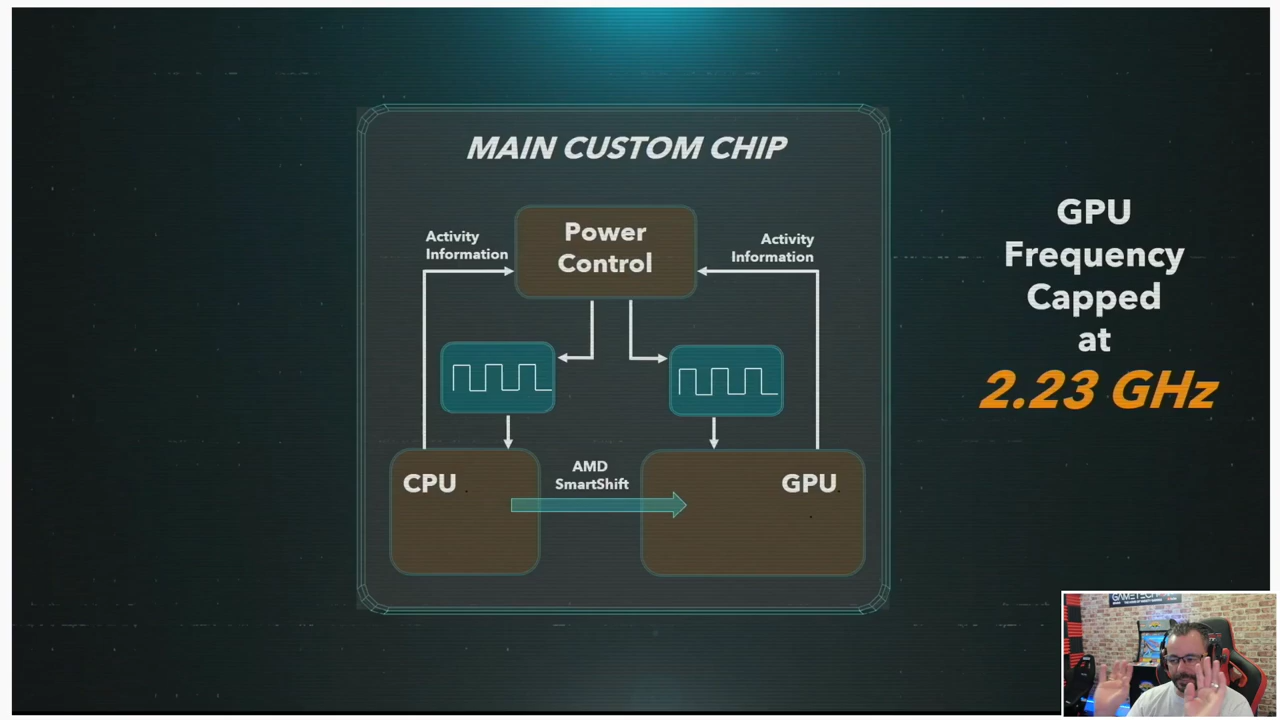 MAIN CUSTOM CHIP
Power
Control
Activity
Information
Activity
Information
CPU
AMD
SmartShift
GPU
GPU
Frequency
Capped
at
2.23 GHz